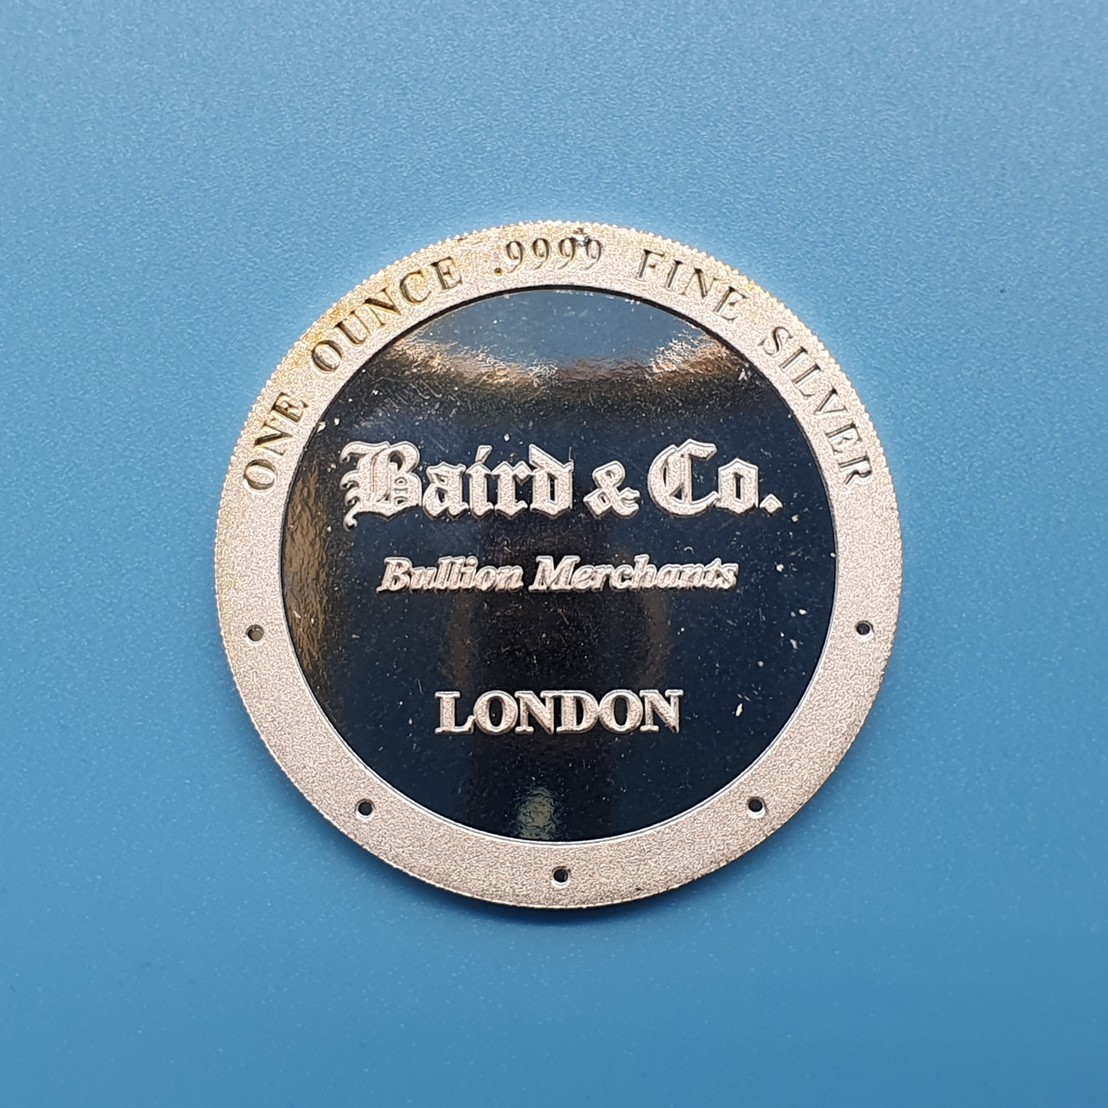 ONE OUNCE .9999 FINE SILVER
Baird & Co.
Bullion Merchants
LONDON